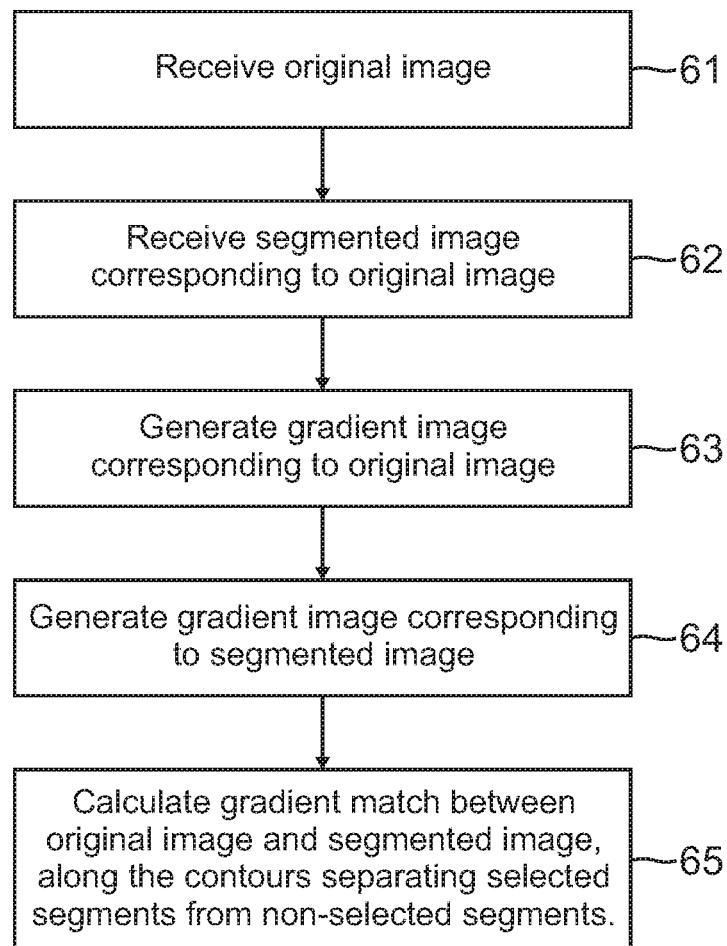 Receive original image
61
Receive segmented image
corresponding to original image
62
Generate gradient image
corresponding to original image
63
Generate gradient image corresponding
to segmented image
64
Calculate gradient match between
original image and segmented image,
along the contours separating selected
segments from non-selected segments.
65